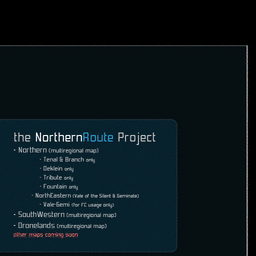 the NorthernRoute Project
- Northern (multiregional map)
- Tenal & Branch only
- Deklein only
- Tribute only
- Fountain only
- NorthEastern (Vale of the Silent & Geminate)
- Vale-Gemi (for FC usage only)
- SouthWestern (multiregional map)
- Dronelands (multiregional map)
other maps coming soon